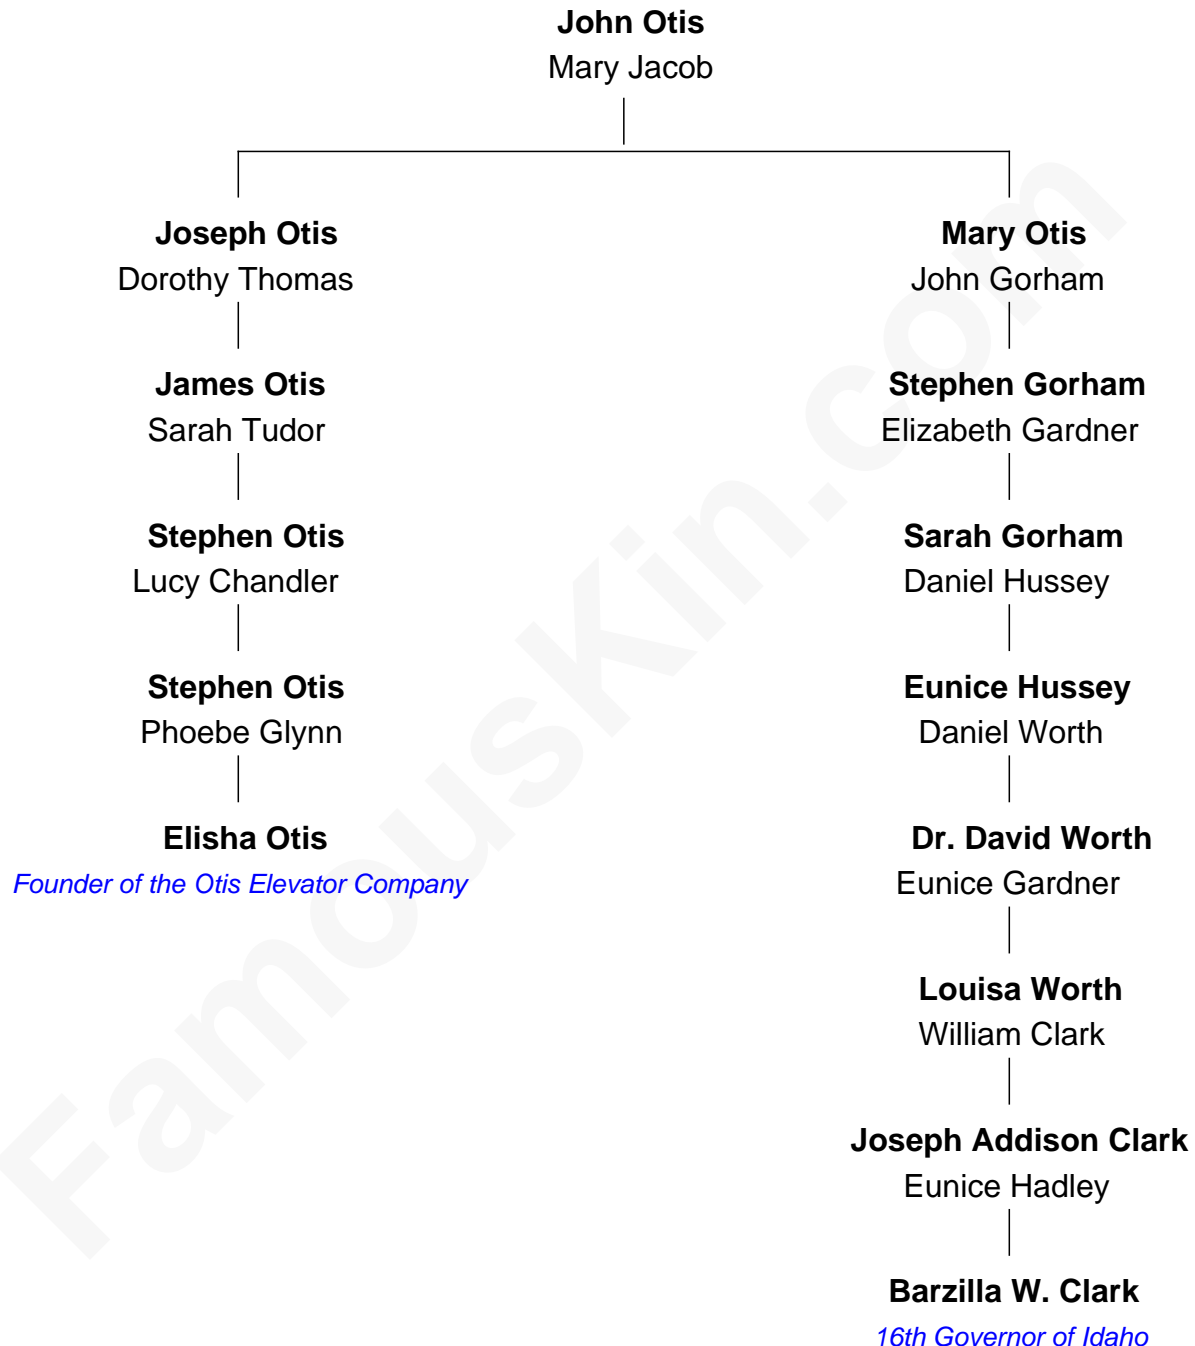 John Otis
Mary Jacob
Joseph Otis
Dorothy Thomas
James Otis
Sarah Tudor
Stephen Otis
Lucy Chandler
Stephen Otis
Phoebe Glynn
Elisha Otis
Founder of the Otis Elevator Company
Mary Otis
John Gorham
Stephen Gorham
Elizabeth Gardner
Sarah Gorham
Daniel Hussey
Eunice Hussey
Daniel Worth
Dr. David Worth
Eunice Gardner
Louisa Worth
William Clark
Joseph Addison Clark
Eunice Hadley
Barzilla W. Clark
16th Governor of Idaho
FamousKin.com